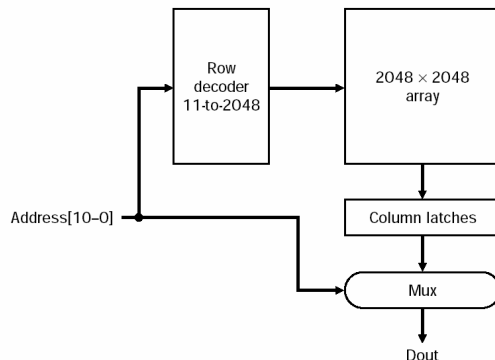 Row
decoder
11-to-2048
2048 × 2048
array
Address[10–0]
Column latches
Mux
Dout